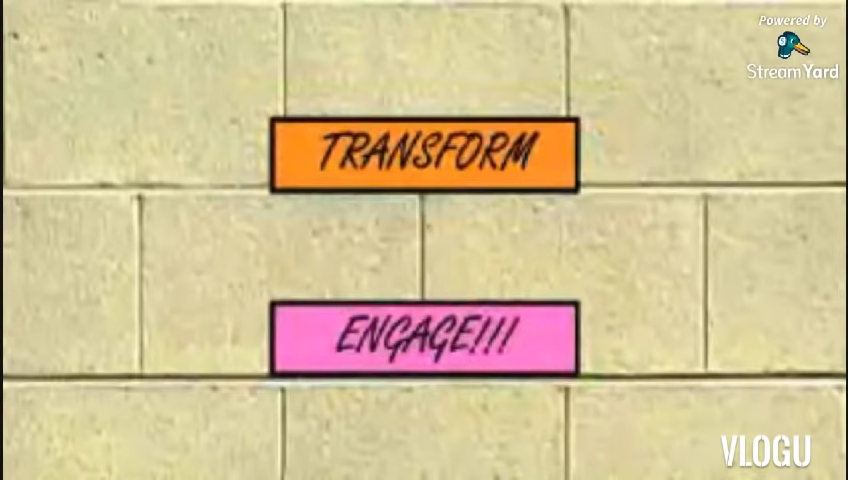 Powered by
StreamYard
TRANSFORM
ENGAGE!!!
VLOGU